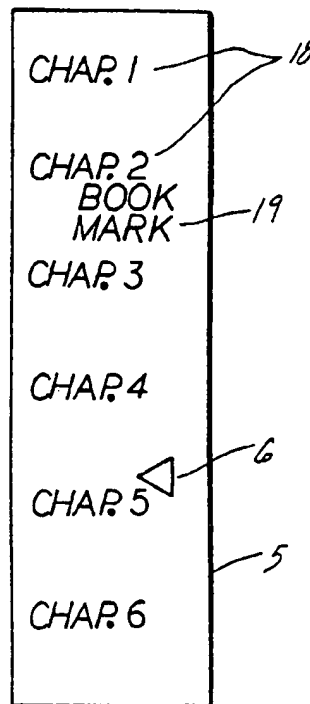 CHAP. 1
18
CHAP. 2
BOOK
MARK
19
CHAP. 3
CHAP. 4
6
CHAP. 5
5
CHAP. 6